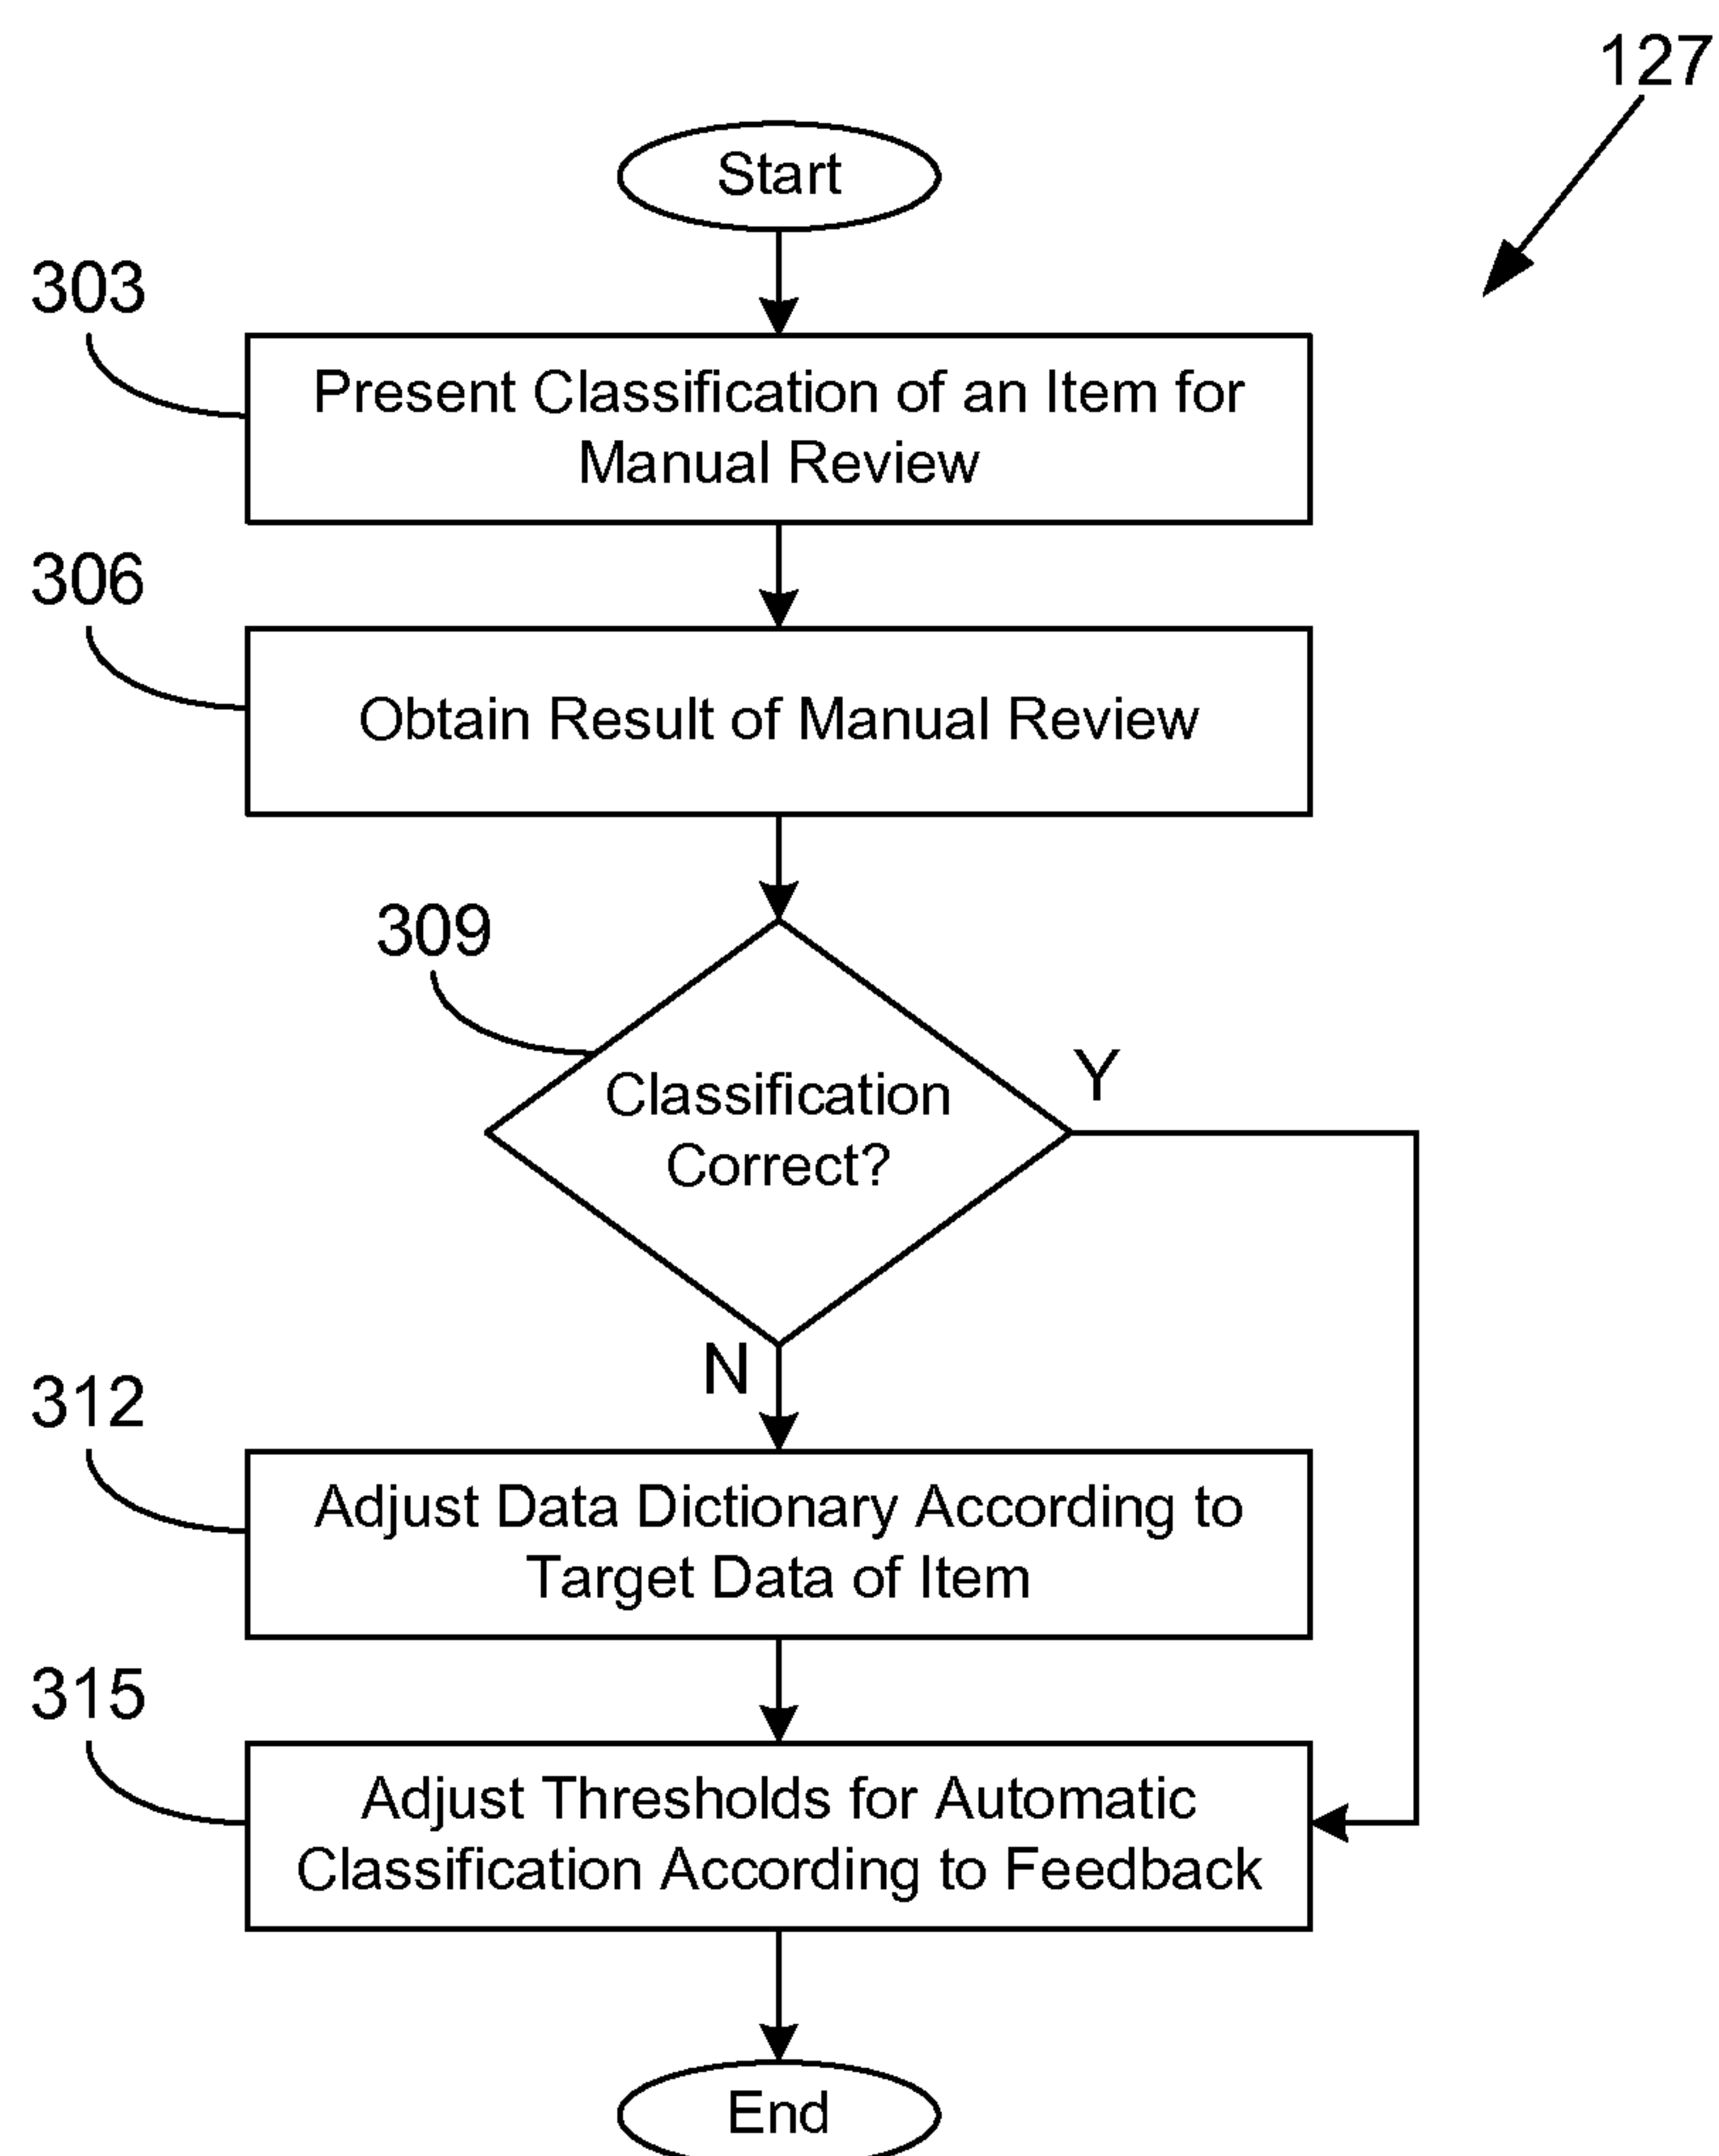 127
Start
303
Present Classification of an Item for
Manual Review
306
Obtain Result of Manual Review
309
Classification
Correct?
Y
N
312
Adjust Data Dictionary According to
Target Data of Item
315
Adjust Thresholds for Automatic
Classification According to Feedback
End